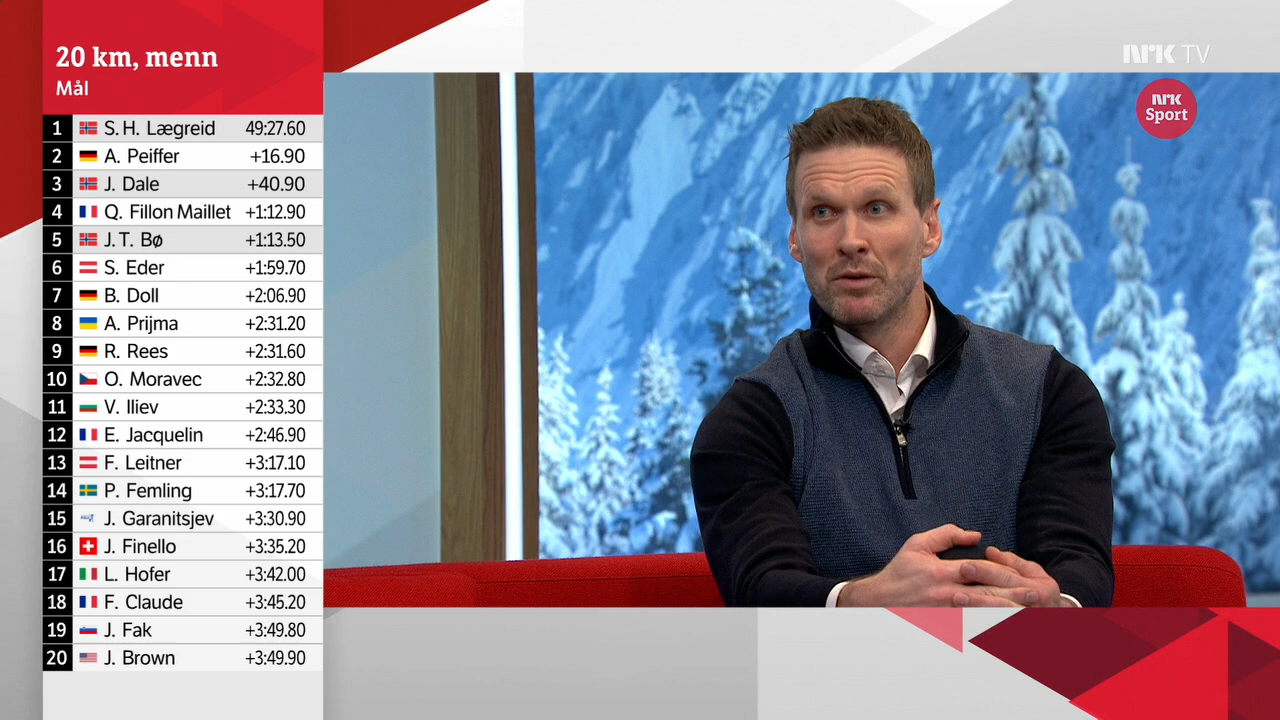 20 km, menn
Mål
1 S. H. Lægreid 49:27.60
2 A. Peiffer +16.90
3 J. Dale +40.90
4 Q. Fillon Maillet +1:12.90
5 J. T. Bø +1:13.50
6 S. Eder +1:59.70
7 B. Doll +2:06.90
8 A. Prijma +2:31.20
9 R. Rees +2:31.60
10 O. Moravec +2:32.80
11 V. Iliev +2:33.30
12 E. Jacquelin +2:46.90
13 F. Leitner +3:17.10
14 P. Femling +3:17.70
15 J. Garanitsjev +3:30.90
16 J. Finello +3:35.20
17 L. Hofer +3:42.00
18 F. Claude +3:45.20
19 J. Fak +3:49.80
20 J. Brown +3:49.90
NRK TV
NRK
Sport